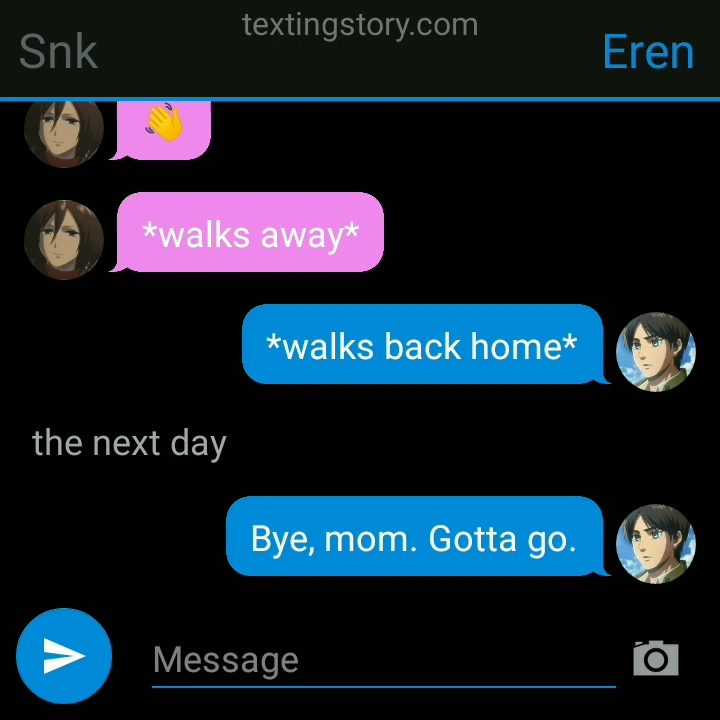 textingstory.com
Snk
Eren
👋
*walks away*
*walks back home*
the next day
Bye, mom. Gotta go.
Message